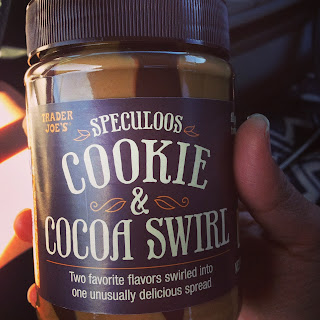 TRADER
JOE'S
SPECULOOS
COOKIE
&
COCOA SWIRL
Two favorite flavors swirled into
one unusually delicious spread